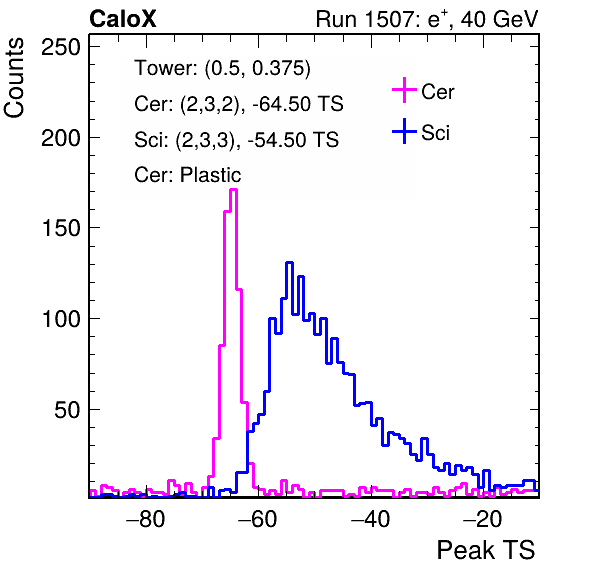 CaloX Run 1507: e⁺, 40 GeV
Counts
250
200
150
100
50
Tower: (0.5, 0.375)
Cer: (2,3,2), -64.50 TS
Sci: (2,3,3), -54.50 TS
Cer: Plastic
Cer
Sci
−80 −60 −40 −20
Peak TS